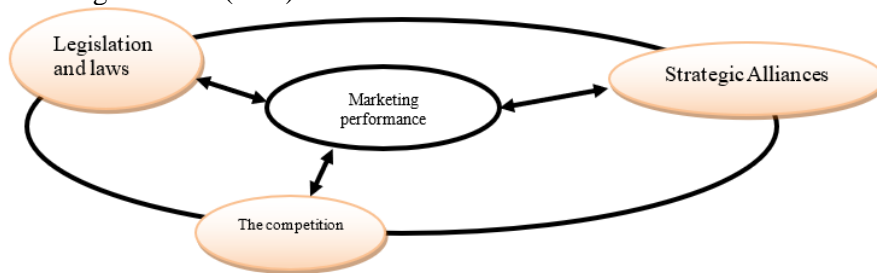 Legislation
and laws
Strategic Alliances
Marketing
performance
The competition